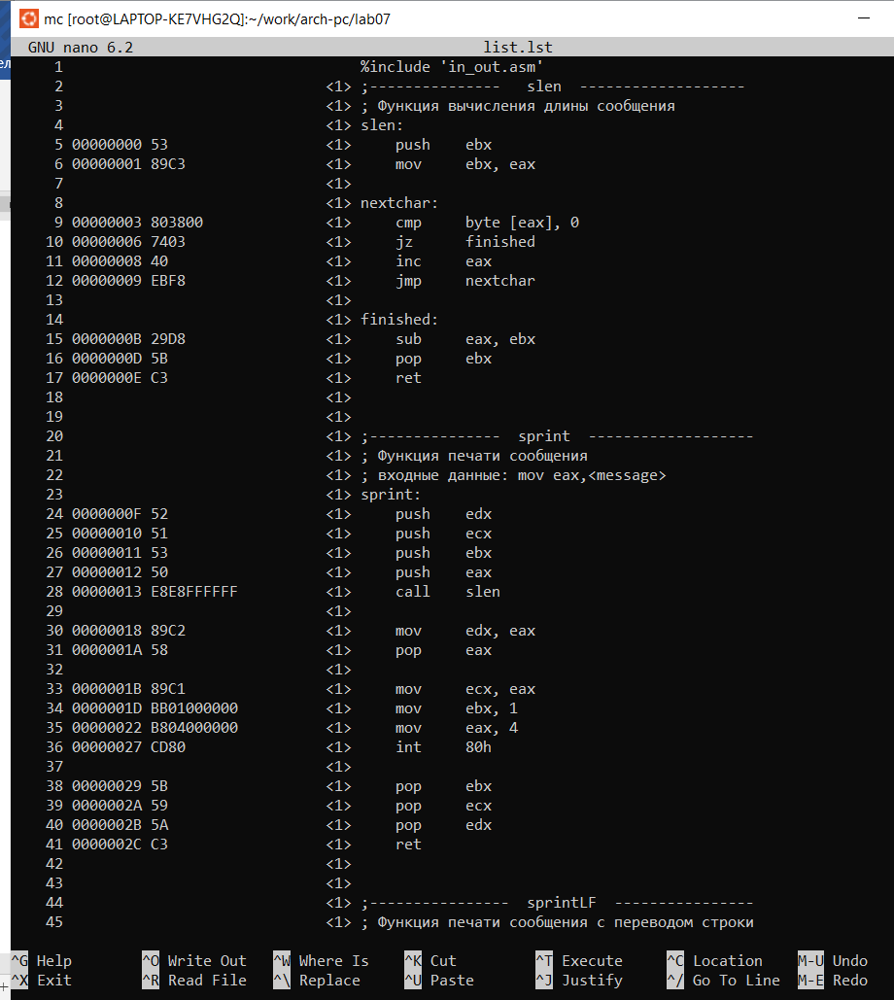 mc [root@LAPTOP-KE7VHG2Q]:~/work/arch-pc/lab07
GNU nano 6.2 list.lst
1 %include 'in_out.asm'
2 <1> ;--------------- slen -------------------
3 <1> ; Функция вычисления длины сообщения
4 <1> slen:
5 00000000 53 <1> push ebx
6 00000001 89C3 <1> mov ebx, eax
7 <1>
8 <1> nextchar:
9 00000003 803800 <1> cmp byte [eax], 0
10 00000006 7403 <1> jz finished
11 00000008 40 <1> inc eax
12 00000009 EBF8 <1> jmp nextchar
13 <1>
14 <1> finished:
15 0000000B 29D8 <1> sub eax, ebx
16 0000000D 5B <1> pop ebx
17 0000000E C3 <1> ret
18 <1>
19 <1>
20 <1> ;--------------- sprint -------------------
21 <1> ; Функция печати сообщения
22 <1> ; входные данные: mov eax,<message>
23 <1> sprint:
24 0000000F 52 <1> push edx
25 00000010 51 <1> push ecx
26 00000011 53 <1> push ebx
27 00000012 50 <1> push eax
28 00000013 E8E8FFFFFF <1> call slen
29 <1>
30 00000018 89C2 <1> mov edx, eax
31 0000001A 58 <1> pop eax
32 <1>
33 0000001B 89C1 <1> mov ecx, eax
34 0000001D BB01000000 <1> mov ebx, 1
35 00000022 B804000000 <1> mov eax, 4
36 00000027 CD80 <1> int 80h
37 <1>
38 00000029 5B <1> pop ebx
39 0000002A 59 <1> pop ecx
40 0000002B 5A <1> pop edx
41 0000002C C3 <1> ret
42 <1>
43 <1>
44 <1> ;---------------- sprintLF ----------------
45 <1> ; Функция печати сообщения с переводом строки
^G Help ^O Write Out ^W Where Is ^K Cut ^T Execute ^C Location M-U Undo
^X Exit ^R Read File ^\ Replace ^U Paste ^J Justify ^/ Go To Line M-E Redo